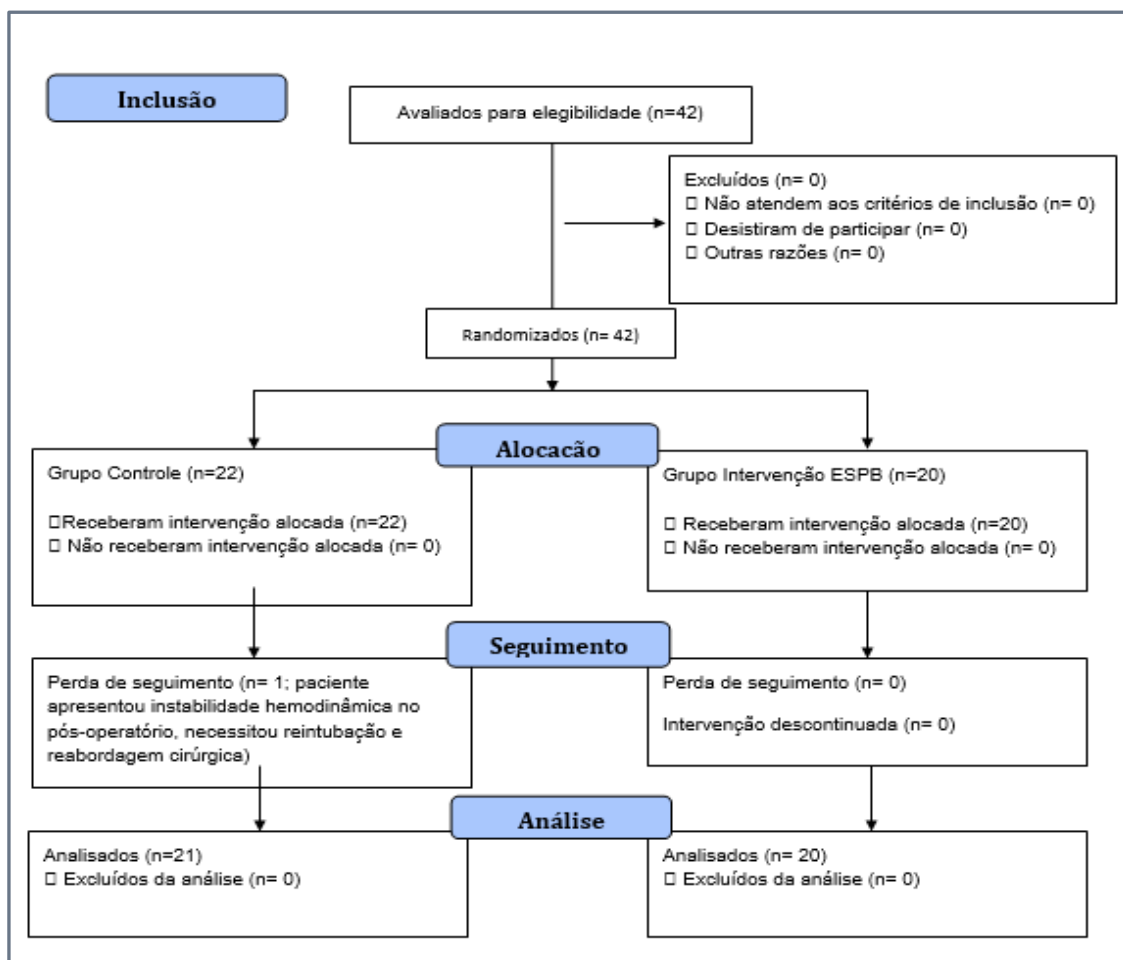 Inclusão
Avaliados para elegibilidade (n=42)
Excluídos (n= 0)
□ Não atendem aos critérios de inclusão (n= 0)
□ Desistiram de participar (n= 0)
□ Outras razões (n= 0)
Randomizados (n= 42)
Alocacão
Grupo Controle (n=22)
□Receberam intervenção alocada (n=22)
□ Não receberam intervenção alocada (n= 0)
Grupo Intervenção ESPB (n=20)
□ Receberam intervenção alocada (n=20)
□ Não receberam intervenção alocada (n= 0)
Seguimento
Perda de seguimento (n= 1; paciente
apresentou instabilidade hemodinâmica no
pós-operatório, necessitou reintubação e
reabordagem cirúrgica)
Perda de seguimento (n= 0)
Intervenção descontinuada (n= 0)
Análise
Analisados (n=21)
□ Excluídos da análise (n= 0)
Analisados (n= 20)
□ Excluídos da análise (n= 0)